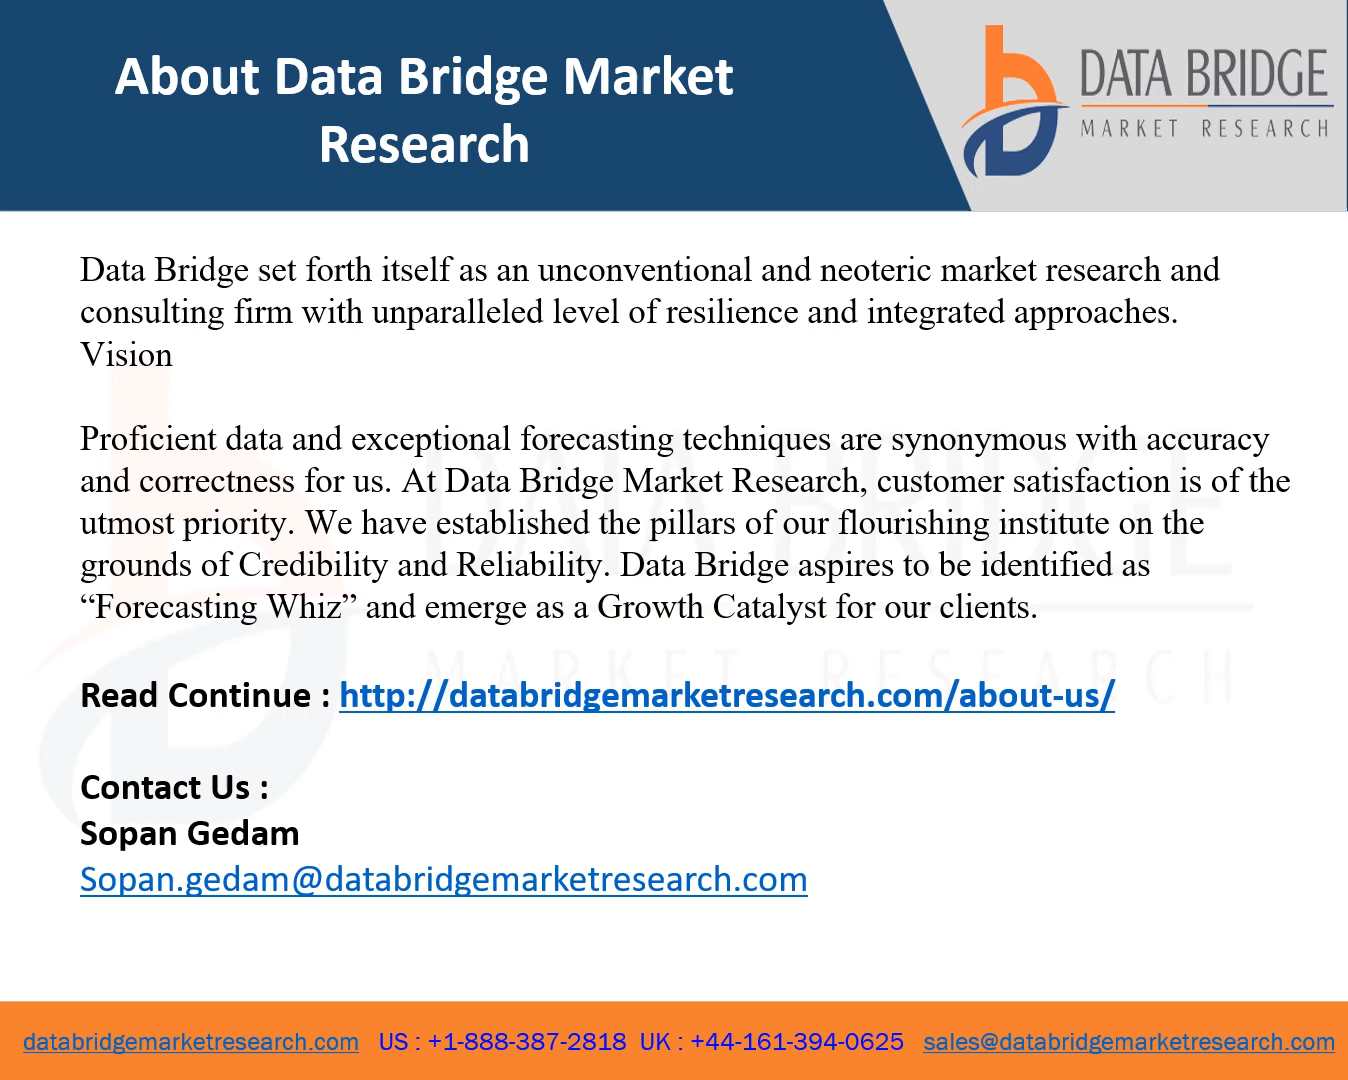 About Data Bridge Market
Research
DATA BRIDGE
MARKET RESEARCH
Data Bridge set forth itself as an unconventional and neoteric market research and
consulting firm with unparalleled level of resilience and integrated approaches.
Vision
Proficient data and exceptional forecasting techniques are synonymous with accuracy
and correctness for us. At Data Bridge Market Research, customer satisfaction is of the
utmost priority. We have established the pillars of our flourishing institute on the
grounds of Credibility and Reliability. Data Bridge aspires to be identified as
“Forecasting Whiz” and emerge as a Growth Catalyst for our clients.
DATA BRIDGE
MARKET RESEARCH
Read Continue : http://databridgemarketresearch.com/about-us/
Contact Us :
Sopan Gedam
Sopan.gedam@databridgemarketresearch.com
databridgemarketresearch.com US : +1-888-387-2818 UK : +44-161-394-0625 sales@databridgemarketresearch.com